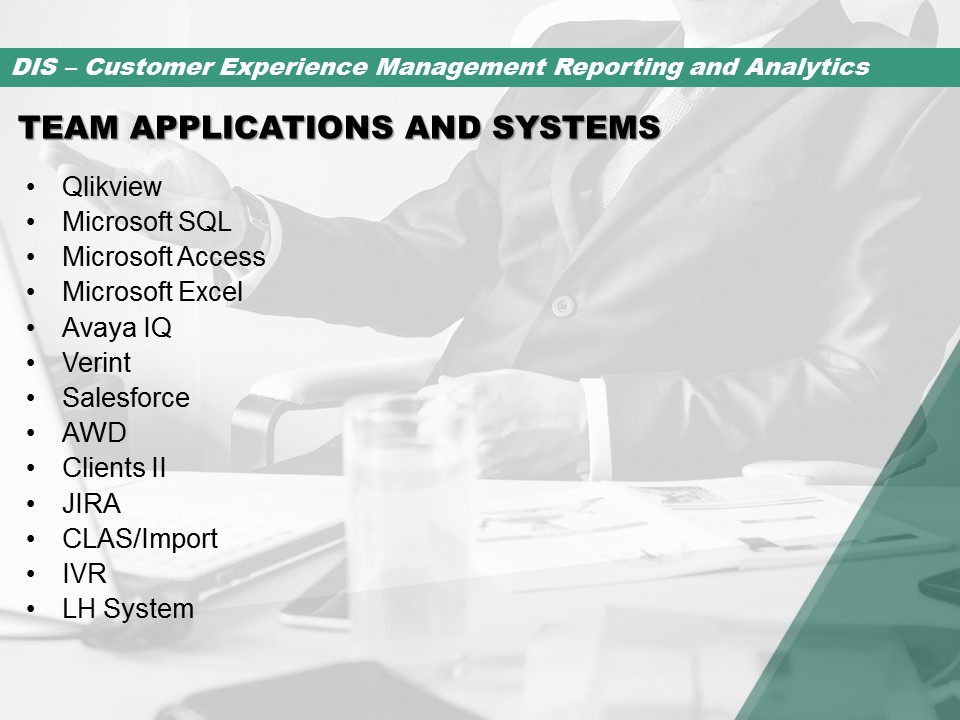 DIS – Customer Experience Management Reporting and Analytics
TEAM APPLICATIONS AND SYSTEMS
• Qlikview
• Microsoft SQL
• Microsoft Access
• Microsoft Excel
• Avaya IQ
• Verint
• Salesforce
• AWD
• Clients II
• JIRA
• CLAS/Import
• IVR
• LH System